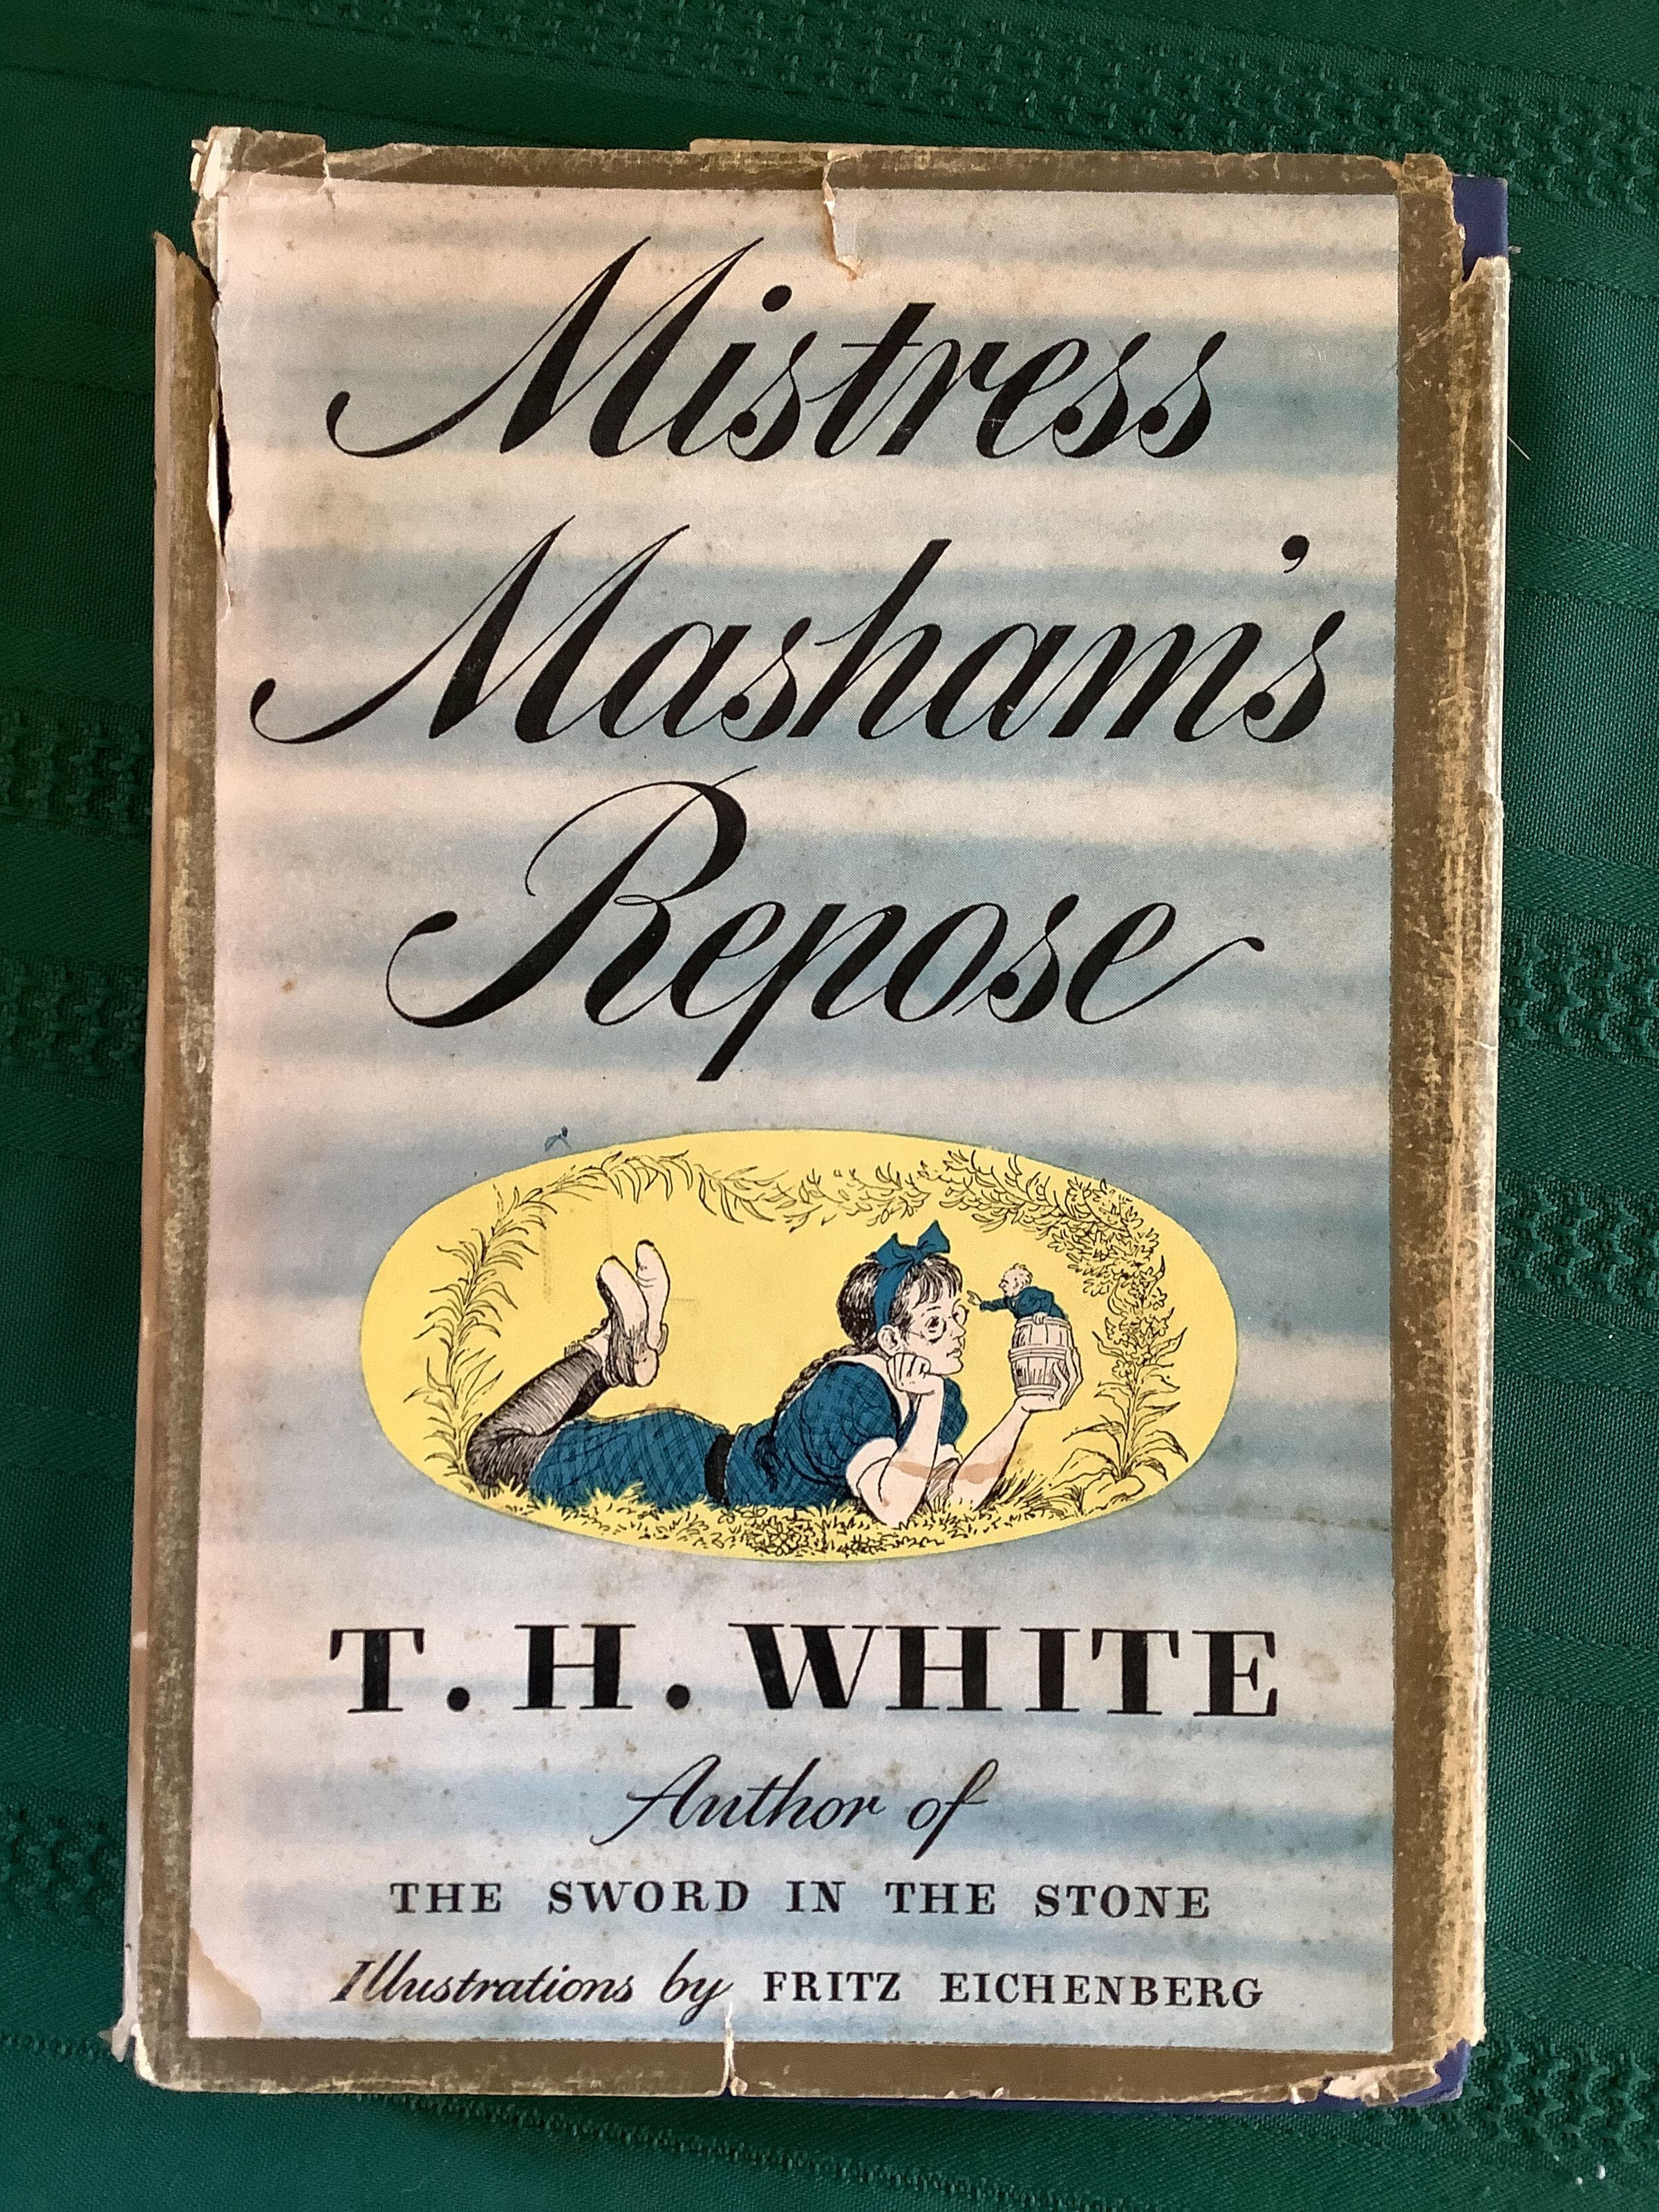 Mistress
Masham's
Repose
T. H. WHITE
Author of
THE SWORD IN THE STONE
Illustrations by FRITZ EICHENBERG